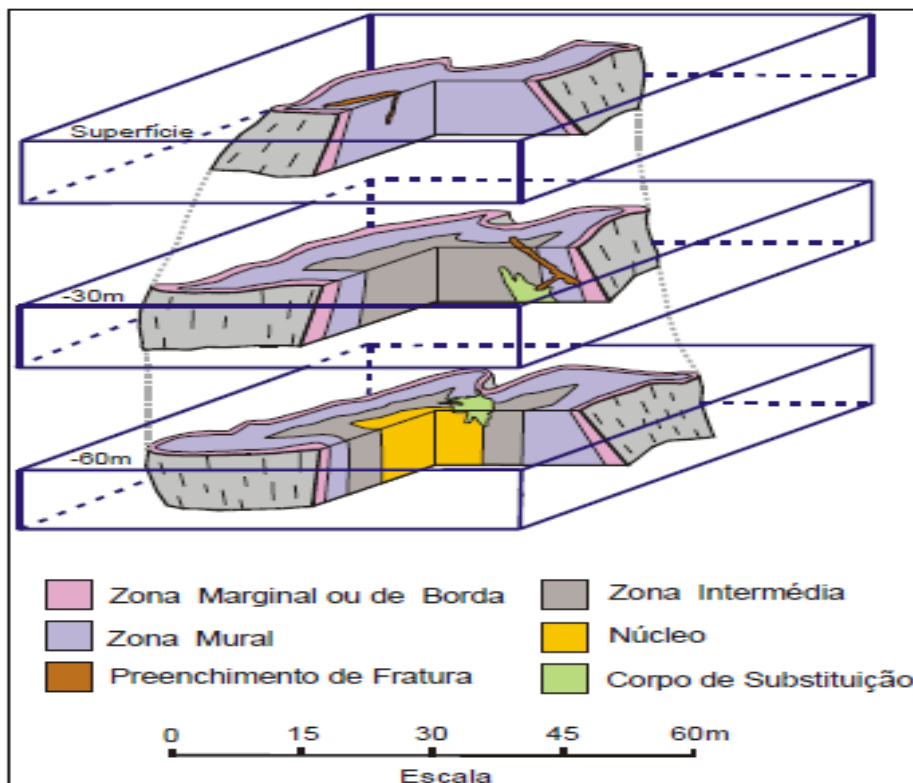 Superfície
-30m
-60m
Zona Marginal ou de Borda
Zona Intermédia
Zona Mural
Núcleo
Preenchimento de Fratura
Corpo de Substituição
0 15 30 45 60m
Escala